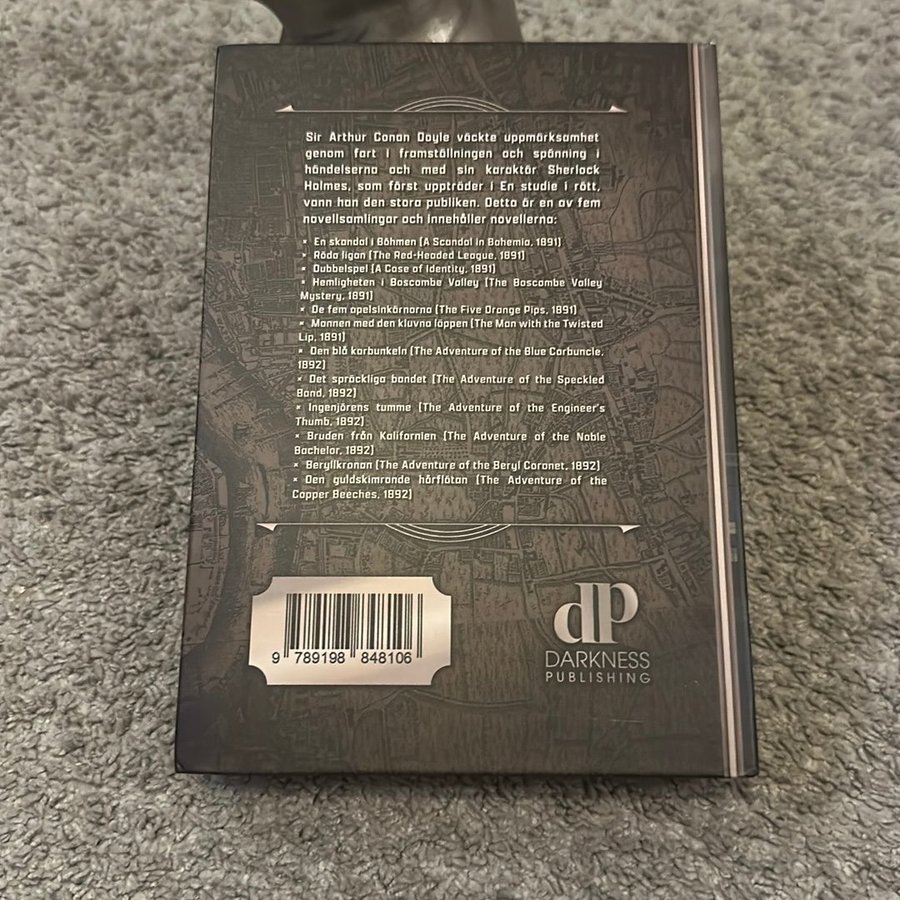 Sir Arthur Conan Doyle väckte uppmärksamhet
genom fart i framställningen och spänning i
händelserna och med sin karaktär Sherlock
Holmes, som först uppträder i En studie i rött,
vann han den stora publiken. Detta är en av fem
novellsamlingar och innehåller novellerna:
× En skandal i Böhmen (A Scandal in Bohemia, 1891)
× Röda ligan (The Red-Headed League, 1891)
× Dubbelspel (A Case of Identity, 1891)
× Hemligheten i Boscombe Valley (The Boscombe Valley
Mystery, 1891)
× De fem apelsinkärnorna (The Five Orange Pips, 1891)
× Mannen med den kluvna läppen (The Man with the Twisted
Lip, 1891)
× Den blå karbunkeln (The Adventure of the Blue Carbuncle,
1892)
× Det spräckliga bandet (The Adventure of the Speckled
Band, 1892)
× Ingenjörens tumme (The Adventure of the Engineer's
Thumb, 1892)
× Bruden från Kalifornien (The Adventure of the Noble
Bachelor, 1892)
× Beryllkronan (The Adventure of the Beryl Coronet, 1892)
× Den guldskimrande hårflätan (The Adventure of the
Copper Beeches, 1892)
9 789198 848106
dp
DARKNESS
PUBLISHING